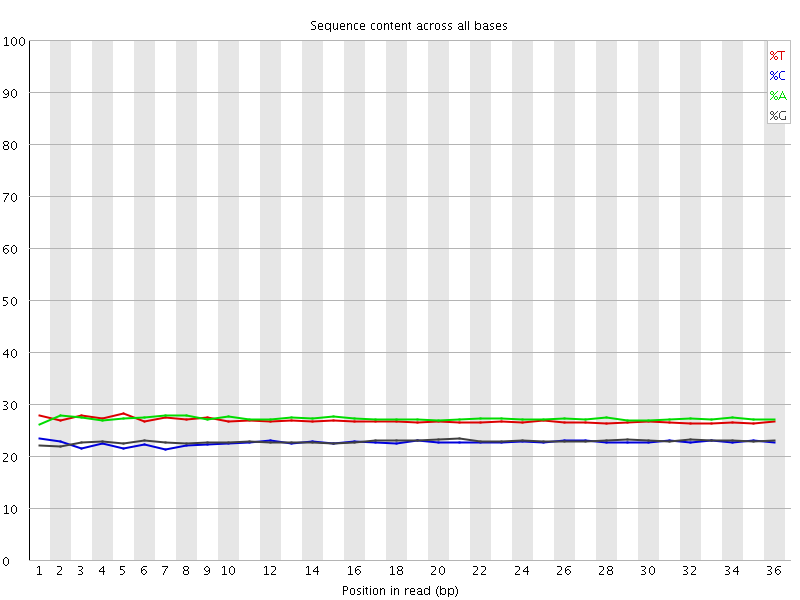 Sequence content across all bases
100
90
80
70
60
50
40
30
20
10
0
%T
%C
%A
%G
1 2 3 4 5 6 7 8 9 10 12 14 16 18 20 22 24 26 28 30 32 34 36
Position in read (bp)